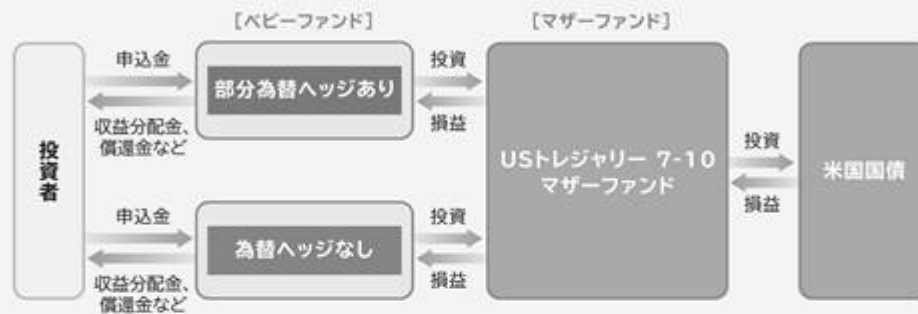 [ベビーファンド]
[マザーファンド]
申込金
部分為替ヘッジあり
投資
収益分配金、
償還金など
損益
投資者
USトレジャリー 7-10
マザーファンド
投資
損益
米国国債
申込金
為替ヘッジなし
投資
収益分配金、
償還金など
損益